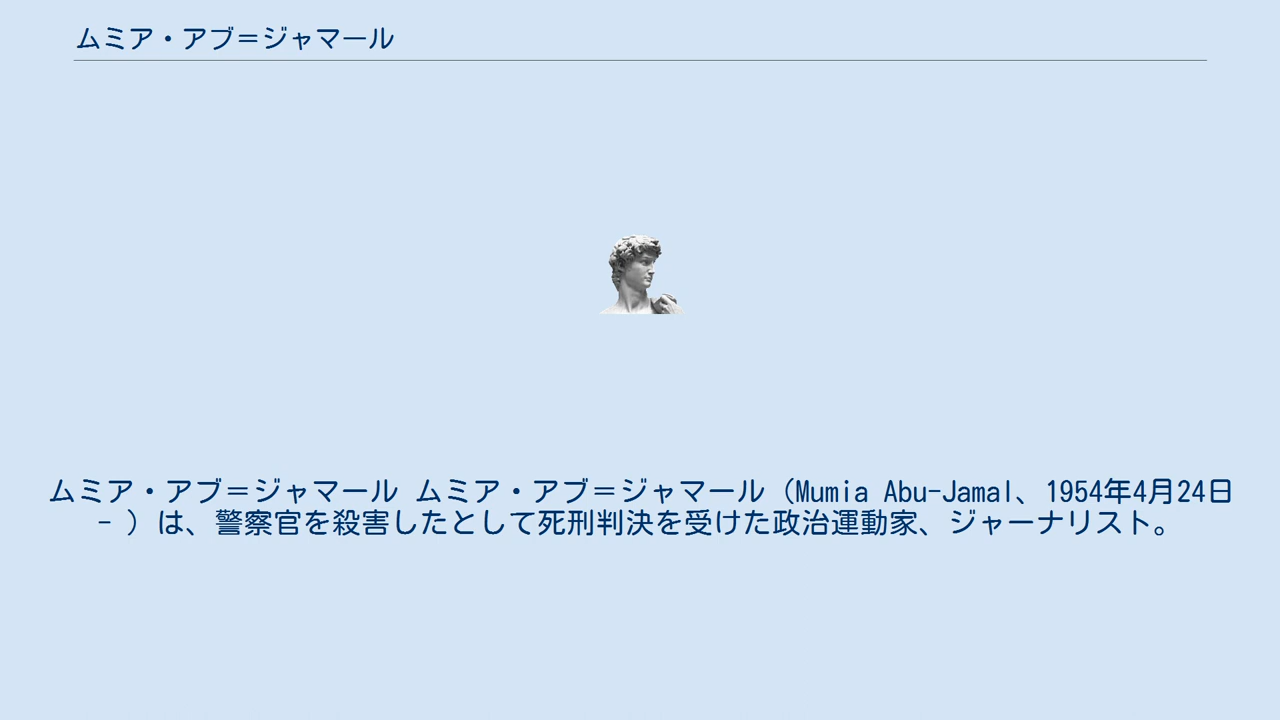 ムミア・アブ＝ジャマール
ムミア・アブ＝ジャマール ムミア・アブ＝ジャマール（Mumia Abu-Jamal、1954年4月24日
- ）は、警察官を殺害したとして死刑判決を受けた政治運動家、ジャーナリスト。